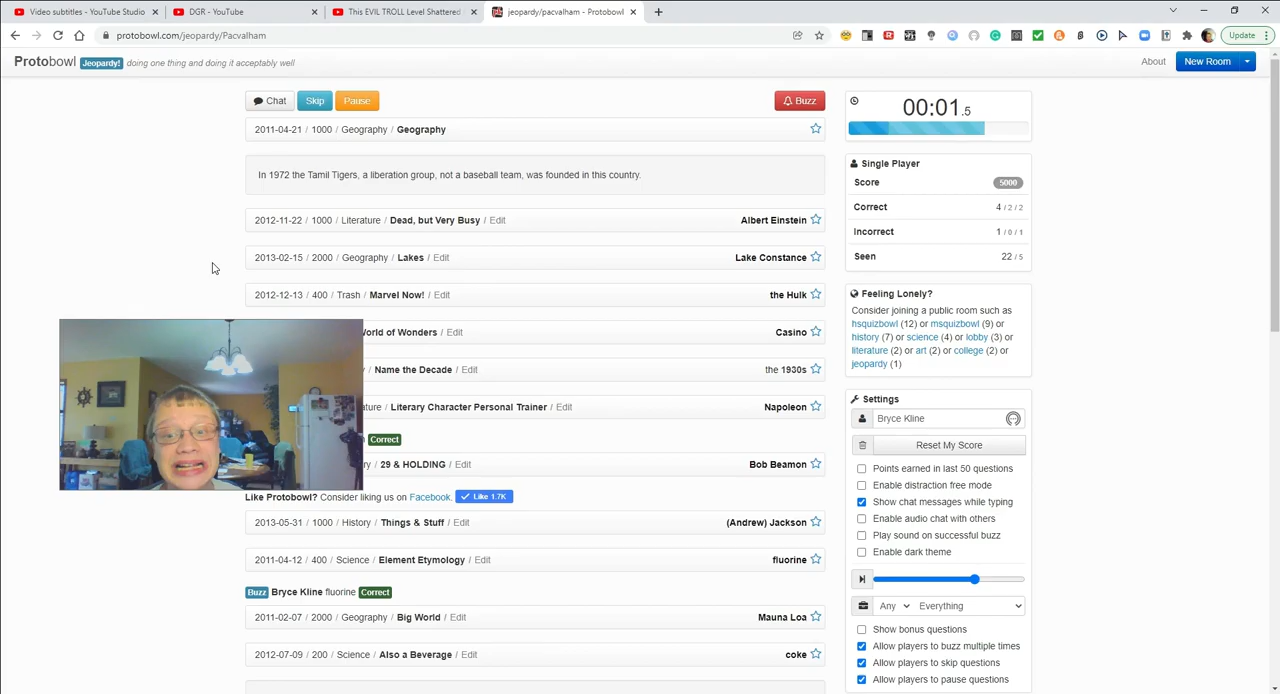 Video subtitles - YouTube Studio
DGR - YouTube
This EVIL TROLL Level Shattered
jeopardy/pacvalham - Protobowl
protobowl.com/jeopardy/Pacvalham
Update
Protobowl Jeopardy! doing one thing and doing it acceptably well
About
New Room
Chat Skip Pause
Buzz
2011-04-21 / 1000 / Geography / Geography
In 1972 the Tamil Tigers, a liberation group, not a baseball team, was founded in this country.
2012-11-22 / 1000 / Literature / Dead, but Very Busy / Edit Albert Einstein
2013-02-15 / 2000 / Geography / Lakes / Edit Lake Constance
2012-12-13 / 400 / Trash / Marvel Now! / Edit the Hulk
orld of Wonders / Edit Casino
/ Name the Decade / Edit the 1930s
ture / Literary Character Personal Trainer / Edit Napoleon
Correct
ry / 29 & HOLDING / Edit Bob Beamon
Like Protobowl? Consider liking us on Facebook. Like 1.7K
2013-05-31 / 1000 / History / Things & Stuff / Edit (Andrew) Jackson
2011-04-12 / 400 / Science / Element Etymology / Edit fluorine
Buzz Bryce Kline fluorine Correct
2011-02-07 / 2000 / Geography / Big World / Edit Mauna Loa
2012-07-09 / 200 / Science / Also a Beverage / Edit coke
00:01.5
Single Player
Score 5000
Correct 4 / 2 / 2
Incorrect 1 / 0 / 1
Seen 22 / 5
Feeling Lonely?
Consider joining a public room such as
hsquizbowl (12) or msquizbowl (9) or
history (7) or science (4) or lobby (3) or
literature (2) or art (2) or college (2) or
jeopardy (1)
Settings
Bryce Kline
Reset My Score
Points earned in last 50 questions
Enable distraction free mode
Show chat messages while typing
Enable audio chat with others
Play sound on successful buzz
Enable dark theme
Any Everything
Show bonus questions
Allow players to buzz multiple times
Allow players to skip questions
Allow players to pause questions